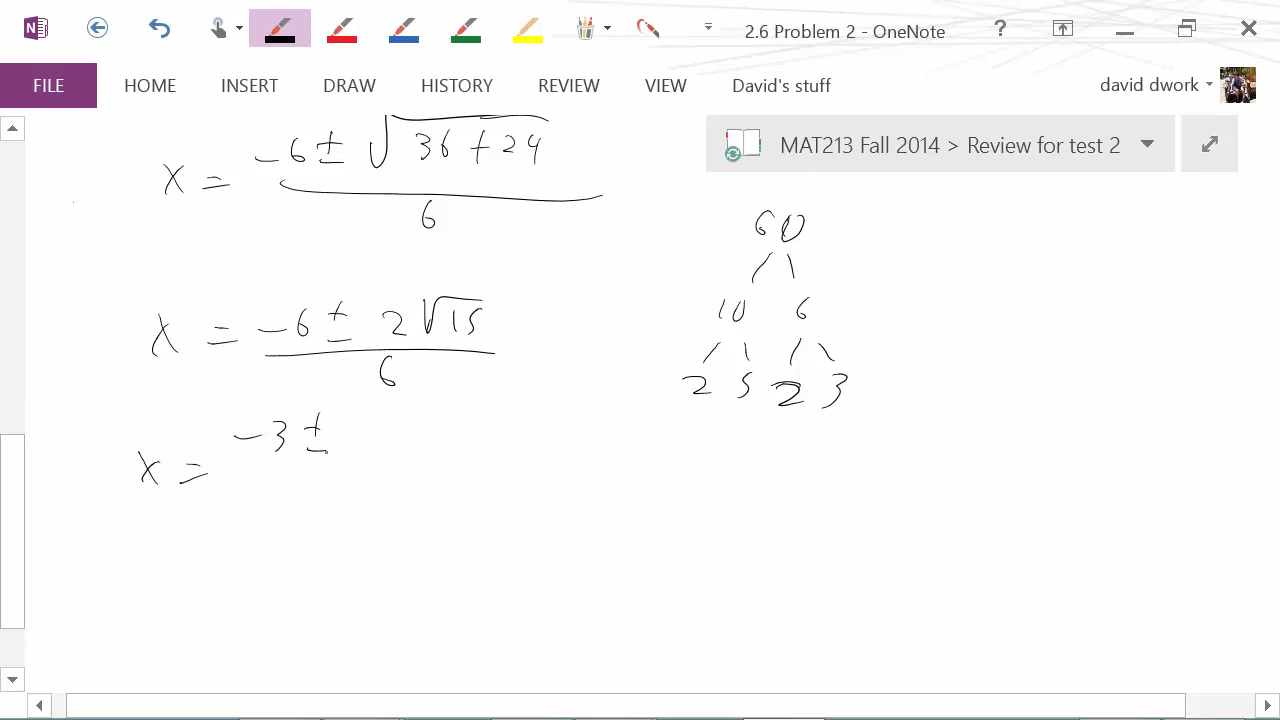 2.6 Problem 2 - OneNote
?
FILE HOME INSERT DRAW HISTORY REVIEW VIEW David's stuff
david dwork
MAT213 Fall 2014 > Review for test 2
x = -6 ± √36 + 24
6
60
10 6
2 5 2 3
x = -6 ± 2√15
6
x = -3 ±